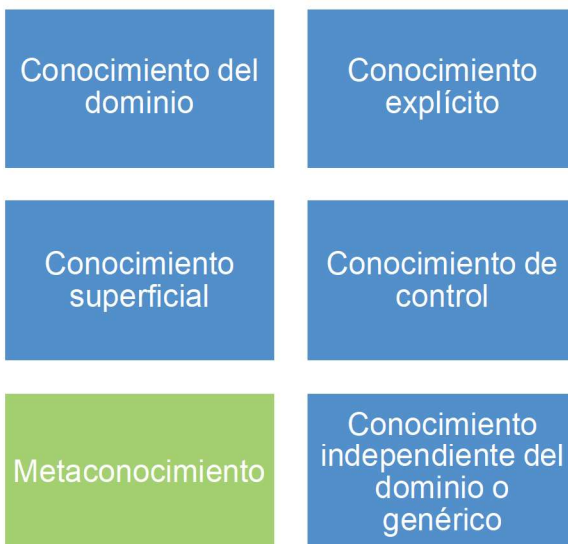 Conocimiento del
dominio
Conocimiento
explícito
Conocimiento
superficial
Conocimiento de
control
Metaconocimiento
Conocimiento
independiente del
dominio o
genérico